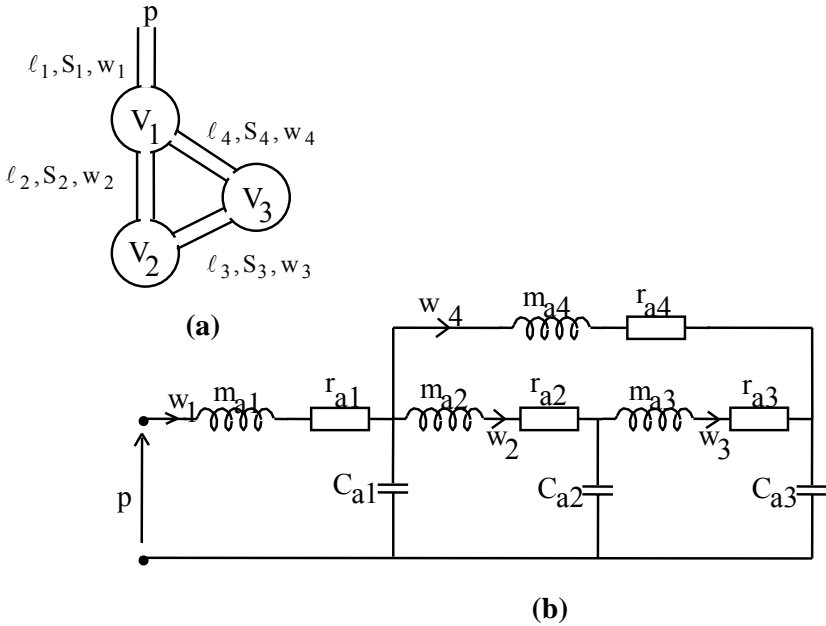 p
ℓ₁,S₁,w₁
V₁
ℓ₄,S₄,w₄
ℓ₂,S₂,w₂
V₃
V₂
ℓ₃,S₃,w₃
(a)
w₄
mₐ₄
rₐ₄
w₁
mₐ₁
rₐ₁
mₐ₂
rₐ₂
mₐ₃
rₐ₃
w₂
w₃
p
Cₐ₁
Cₐ₂
Cₐ₃
(b)